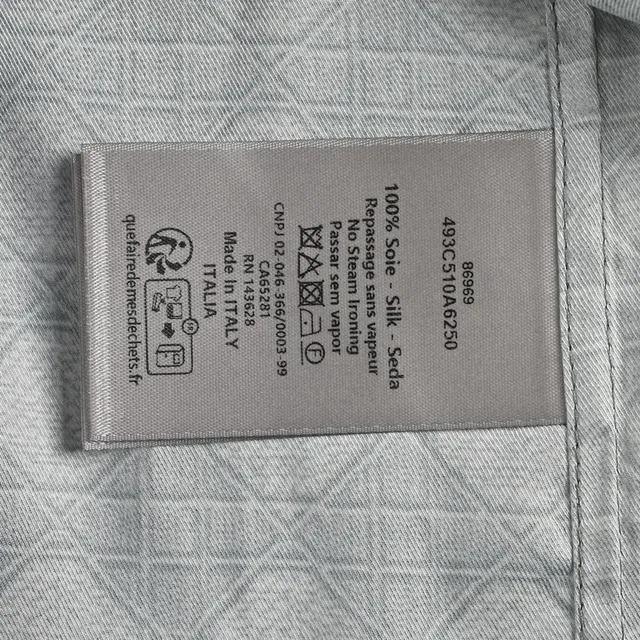 86969
493C510A6250
100% Soie - Silk - Seda
Repassage sans vapeur
No Steam Ironing
Passar sem vapor
F
CNPJ 02 046 366/0003-99
CA65281
RN 143628
Made In ITALY
ITALIA
FR
quefairedemesdechets.fr